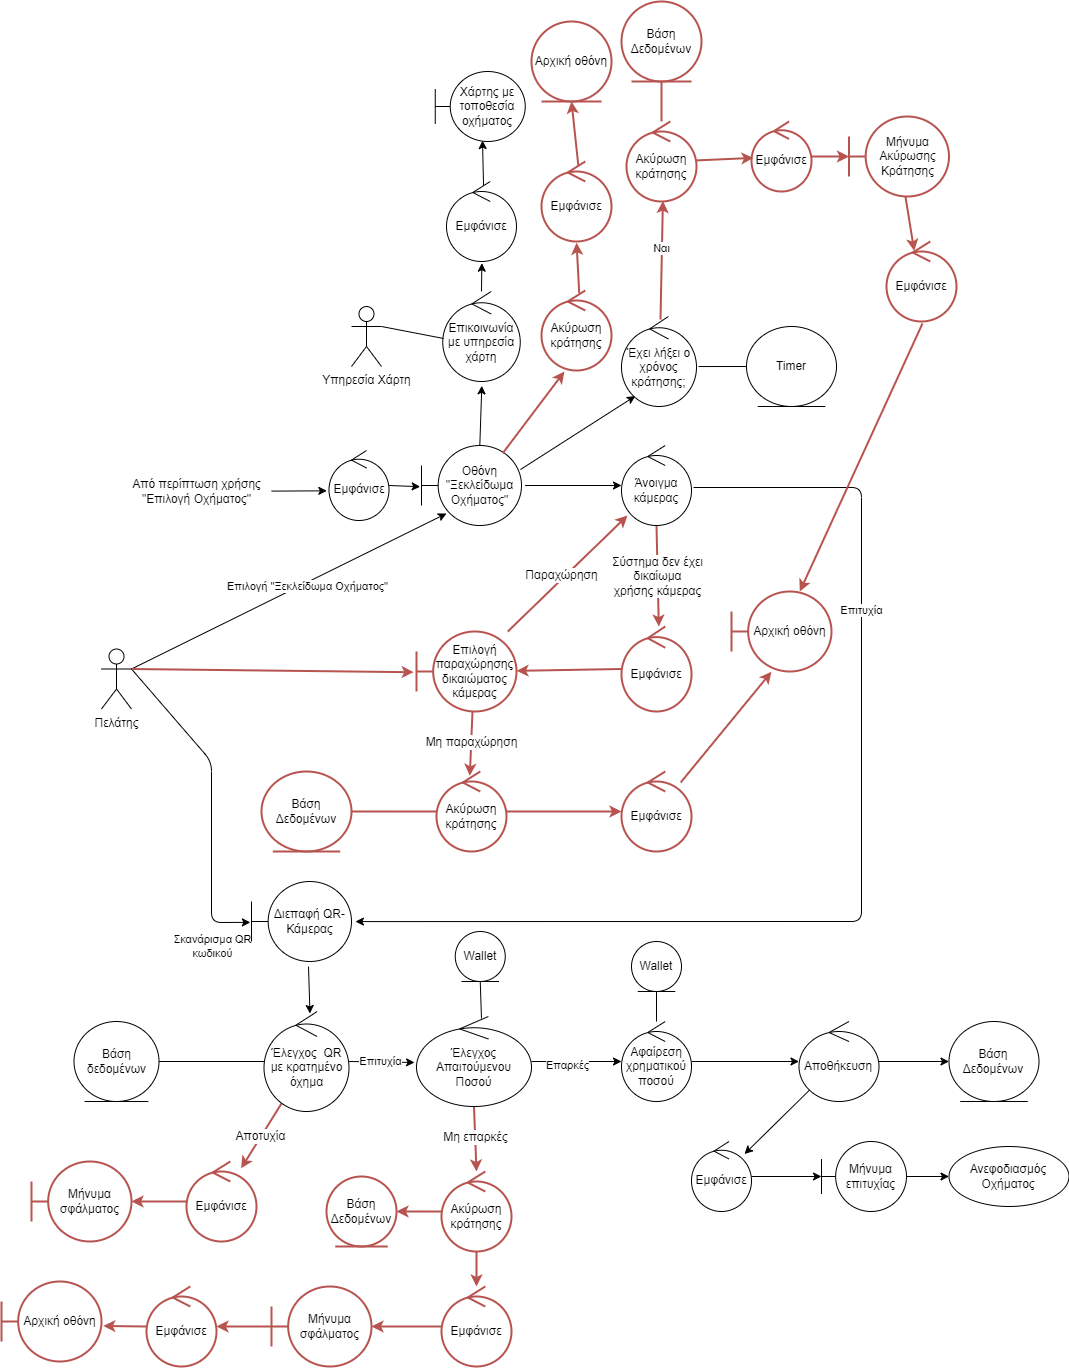 Βάση
Δεδομένων
Αρχική οθόνη
Χάρτης με
τοποθεσία
οχήματος
Ακύρωση
κράτησης
Εμφάνισε
Μήνυμα
Ακύρωσης
Κράτησης
Εμφάνισε
Εμφάνισε
Ναι
Εμφάνισε
Επικοινωνία
με υπηρεσία
χάρτη
Ακύρωση
κράτησης
Έχει λήξει ο
χρόνος
κράτησης;
Timer
Υπηρεσία Χάρτη
Από περίπτωση χρήσης
"Επιλογή Οχήματος"
Εμφάνισε
Οθόνη
"Ξεκλείδωμα
Οχήματος"
Άνοιγμα
κάμερας
Παραχώρηση
Σύστημα δεν έχει
δικαίωμα
χρήσης κάμερας
Επιλογή "Ξεκλείδωμα Οχήματος"
Επιτυχία
Αρχική οθόνη
Επιλογή
παραχώρησης
δικαιώματος
κάμερας
Εμφάνισε
Πελάτης
Μη παραχώρηση
Βάση
Δεδομένων
Ακύρωση
κράτησης
Εμφάνισε
Διεπαφή QR-
Κάμερας
Σκανάρισμα QR
κωδικού
Wallet
Wallet
Βάση
δεδομένων
Έλεγχος QR
με κρατημένο
όχημα
Επιτυχία
Έλεγχος
Απαιτούμενου
Ποσού
Επαρκές
Αφαίρεση
χρηματικού
ποσού
Αποθήκευση
Βάση
Δεδομένων
Αποτυχία
Μη επαρκές
Μήνυμα
σφάλματος
Εμφάνισε
Βάση
Δεδομένων
Ακύρωση
κράτησης
Εμφάνισε
Μήνυμα
επιτυχίας
Ανεφοδιασμός
Οχήματος
Αρχική οθόνη
Εμφάνισε
Μήνυμα
σφάλματος
Εμφάνισε